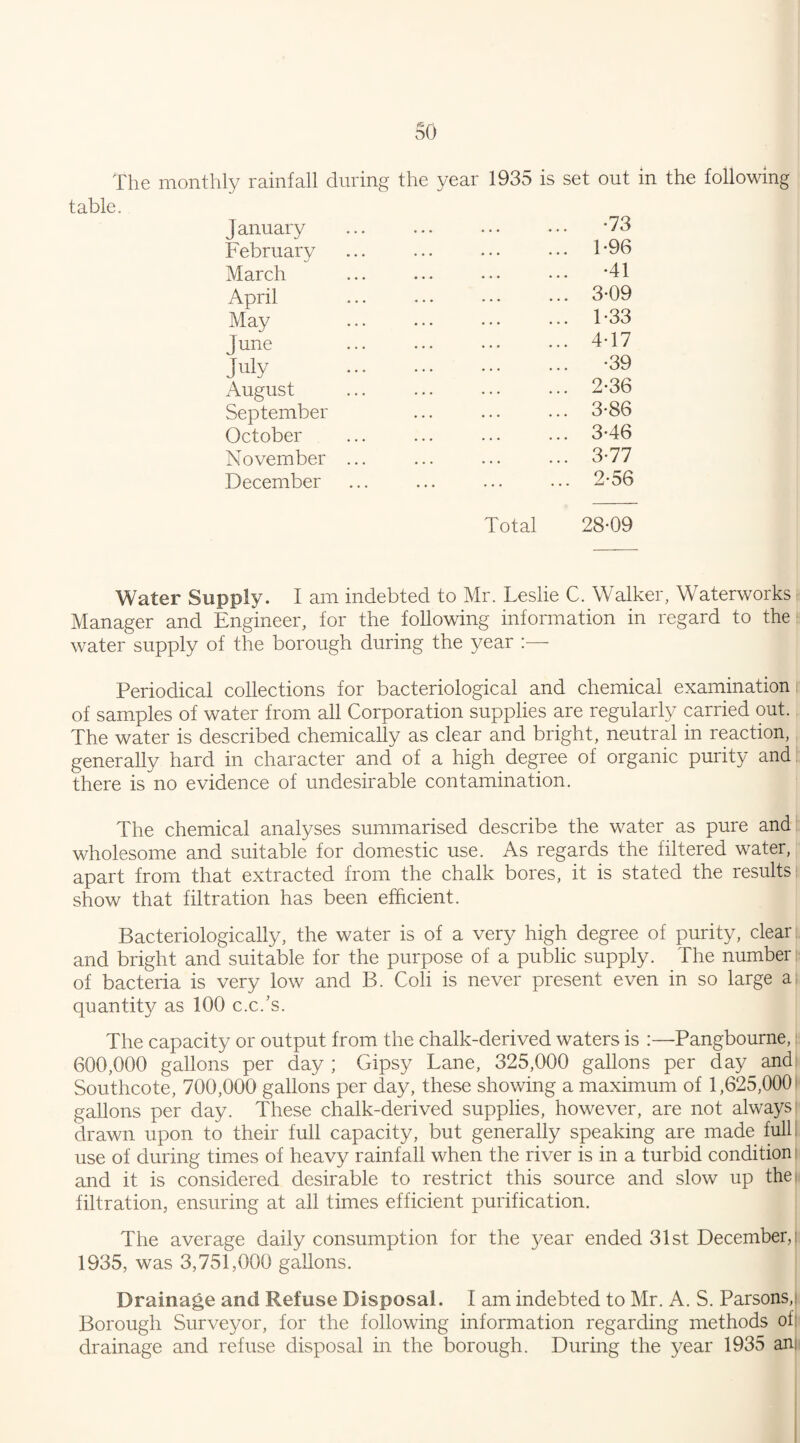 50
The monthly rainfall during the year 1935 is set out in the following
table.
January ... ... ... ... ·73
February ... ... ... ... 1·96
March ... ... ... ... ·41
April ... ... ... ... 3·09
May ... ... ... ... 1·33
June ... ... ... ... 4·17
July ... ... ... ... ·39
August ... ... ... ... 2·36
September ... ... ... 3·86
October ... ... ... ... 3·46
November ... ... ... ... 3·77
December ... ... ... ... 2·56
Total 28·09
Water Supply. I am indebted to Mr. Leslie C. Walker, Waterworks
Manager and Engineer, for the following information in regard to the
water supply of the borough during the year :—
Periodical collections for bacteriological and chemical examination
of samples of water from all Corporation supplies are regularly carried out.
The water is described chemically as clear and bright, neutral in reaction,
generally hard in character and of a high degree of organic purity and
there is no evidence of undesirable contamination.
The chemical analyses summarised describe the water as pure and
wholesome and suitable for domestic use. As regards the filtered water,
apart from that extracted from the chalk bores, it is stated the results
show that filtration has been efficient.
Bacteriologically, the water is of a very high degree of purity, clear
and bright and suitable for the purpose of a public supply. The number
of bacteria is very low and B. Coli is never present even in so large a
quantity as 100 c.c.'s.
The capacity or output from the chalk-derived waters is :—Pangbourne,
600,000 gallons per day ; Gipsy Lane, 325,000 gallons per day and
Southcote, 700,000 gallons per day, these showing a maximum of 1,625,000
gallons per day. These chalk-derived supplies, however, are not always
drawn upon to their full capacity, but generally speaking are made full
use of during times of heavy rainfall when the river is in a turbid condition
and it is considered desirable to restrict this source and slow up the
filtration, ensuring at all times efficient purification.
The average daily consumption for the year ended 31st December,
1935, was 3,751,000 gallons.
Drainage and Refuse Disposal. I am indebted to Mr. A. S. Parsons,
Borough Surveyor, for the following information regarding methods of
drainage and refuse disposal in the borough. During the year 1935 an